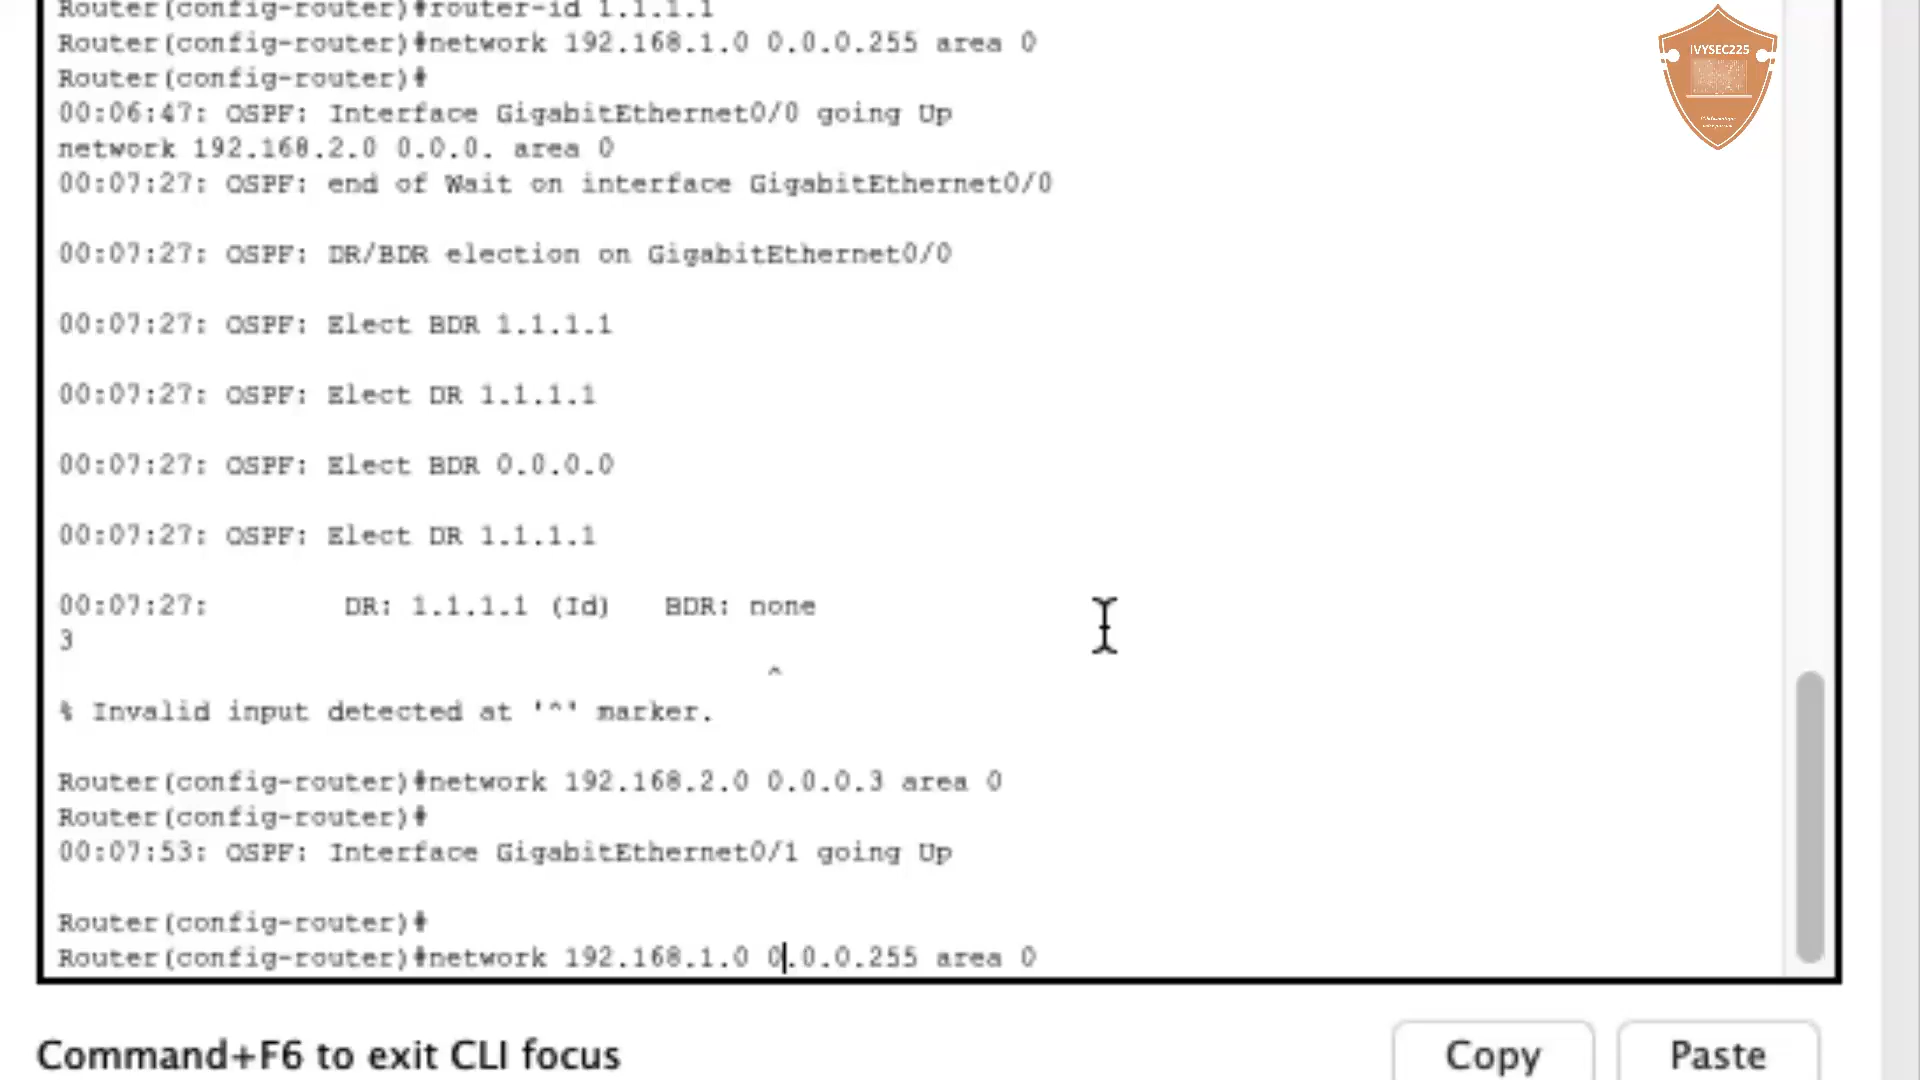 Router(config-router)#router-id 1.1.1.1
Router(config-router)#network 192.168.1.0 0.0.0.255 area 0
Router(config-router)#
00:06:47: OSPF: Interface GigabitEthernet0/0 going Up
network 192.168.2.0 0.0.0. area 0
00:07:27: OSPF: end of Wait on interface GigabitEthernet0/0
00:07:27: OSPF: DR/BDR election on GigabitEthernet0/0
00:07:27: OSPF: Elect BDR 1.1.1.1
00:07:27: OSPF: Elect DR 1.1.1.1
00:07:27: OSPF: Elect BDR 0.0.0.0
00:07:27: OSPF: Elect DR 1.1.1.1
00:07:27: DR: 1.1.1.1 (Id) BDR: none
3
^
% Invalid input detected at '^' marker.
Router(config-router)#network 192.168.2.0 0.0.0.3 area 0
Router(config-router)#
00:07:53: OSPF: Interface GigabitEthernet0/1 going Up
Router(config-router)#
Router(config-router)#network 192.168.1.0 0.0.0.255 area 0
Command+F6 to exit CLI focus
Copy
Paste
IVYSEC225